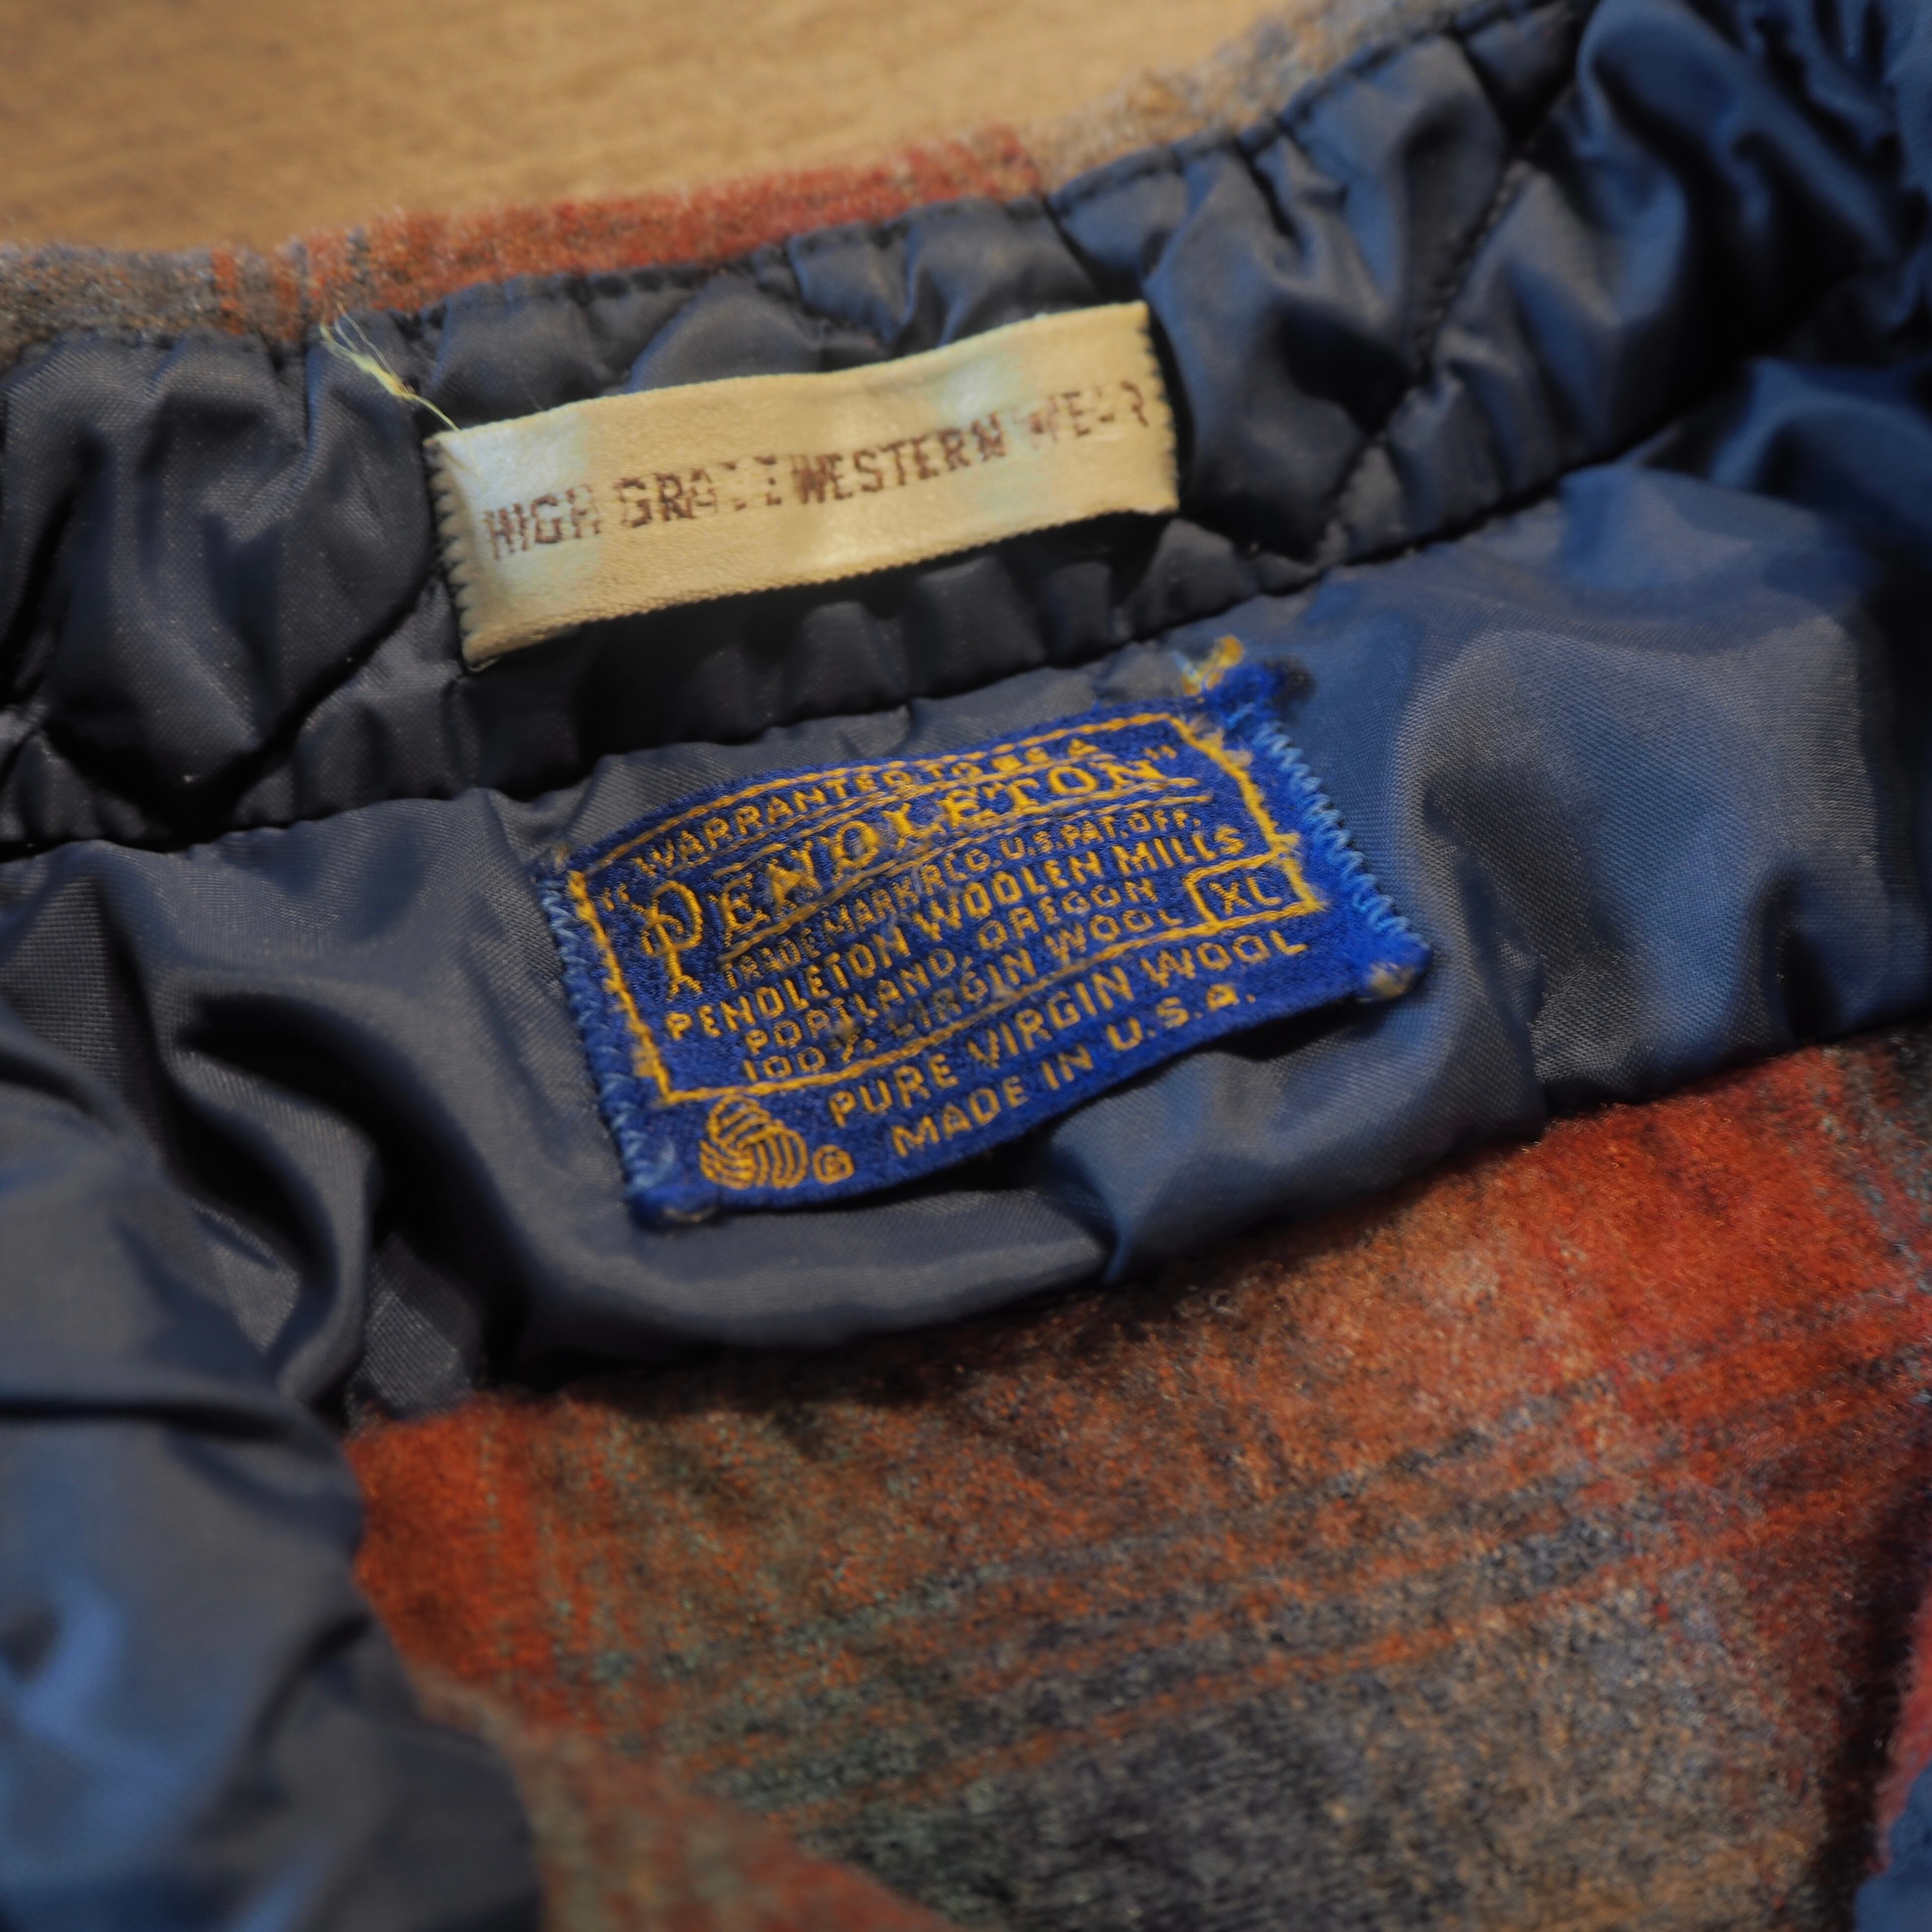 HIGH GRADE WESTERN WEAR
"WARRANTED TO BE A
PENDLETON"
TRADE MARK REG. U.S. PAT. OFF.
PENDLETON WOOLEN MILLS
PORTLAND, OREGON
100% VIRGIN WOOL XL
PURE VIRGIN WOOL
R MADE IN U.S.A.